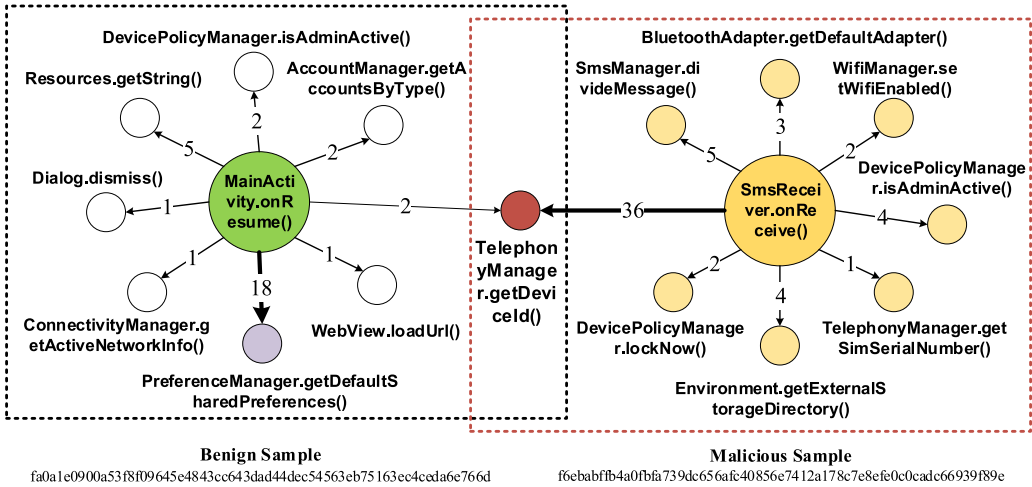 DevicePolicyManager.isAdminActive()
Resources.getString()
AccountManager.getA
ccountsByType()
2
5
2
Dialog.dismiss()
MainActi
vity.onR
esume()
1
2
1
1
18
ConnectivityManager.g
etActiveNetworkInfo()
WebView.loadUrl()
PreferenceManager.getDefaultS
haredPreferences()
Telephon
yManage
r.getDevi
ceId()
BluetoothAdapter.getDefaultAdapter()
SmsManager.di
videMessage()
WifiManager.se
tWifiEnabled()
3
5
2
DevicePolicyManage
r.isAdminActive()
SmsRecei
ver.onRe
ceive()
36
4
2
1
4
DevicePolicyManage
r.lockNow()
TelephonyManager.get
SimSerialNumber()
Environment.getExternalS
torageDirectory()
Benign Sample
fa0a1e0900a53f8f09645e4843cc643dad44dec54563eb75163ec4ceda6e766d
Malicious Sample
f6ebabffb4a0fbfa739dc656afc40856e7412a178c7e8efe0c0cadc66939f89e